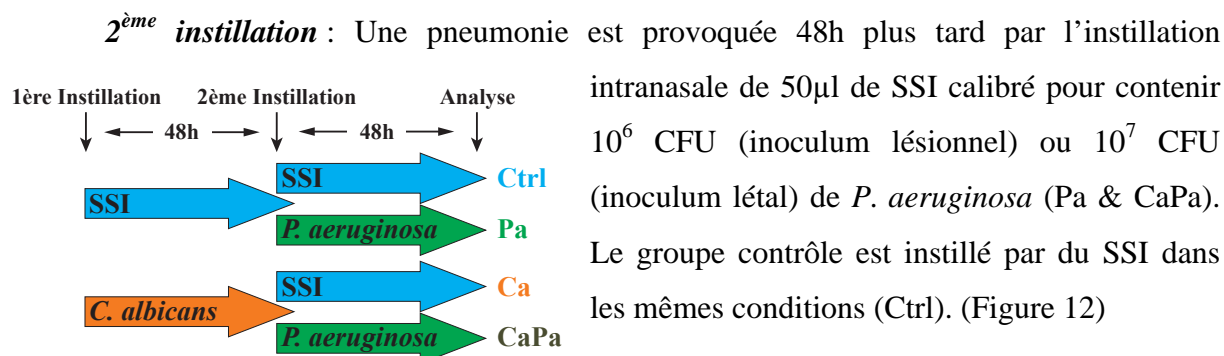 2ème instillation : Une pneumonie est provoquée 48h plus tard par l’instillation
intranasale de 50µl de SSI calibré pour contenir
10⁶ CFU (inoculum lésionnel) ou 10⁷ CFU
(inoculum létal) de P. aeruginosa (Pa & CaPa).
Le groupe contrôle est instillé par du SSI dans
les mêmes conditions (Ctrl). (Figure 12)
1ère Instillation 2ème Instillation Analyse
48h 48h
SSI Ctrl
SSI
P. aeruginosa Pa
SSI Ca
C. albicans
P. aeruginosa CaPa